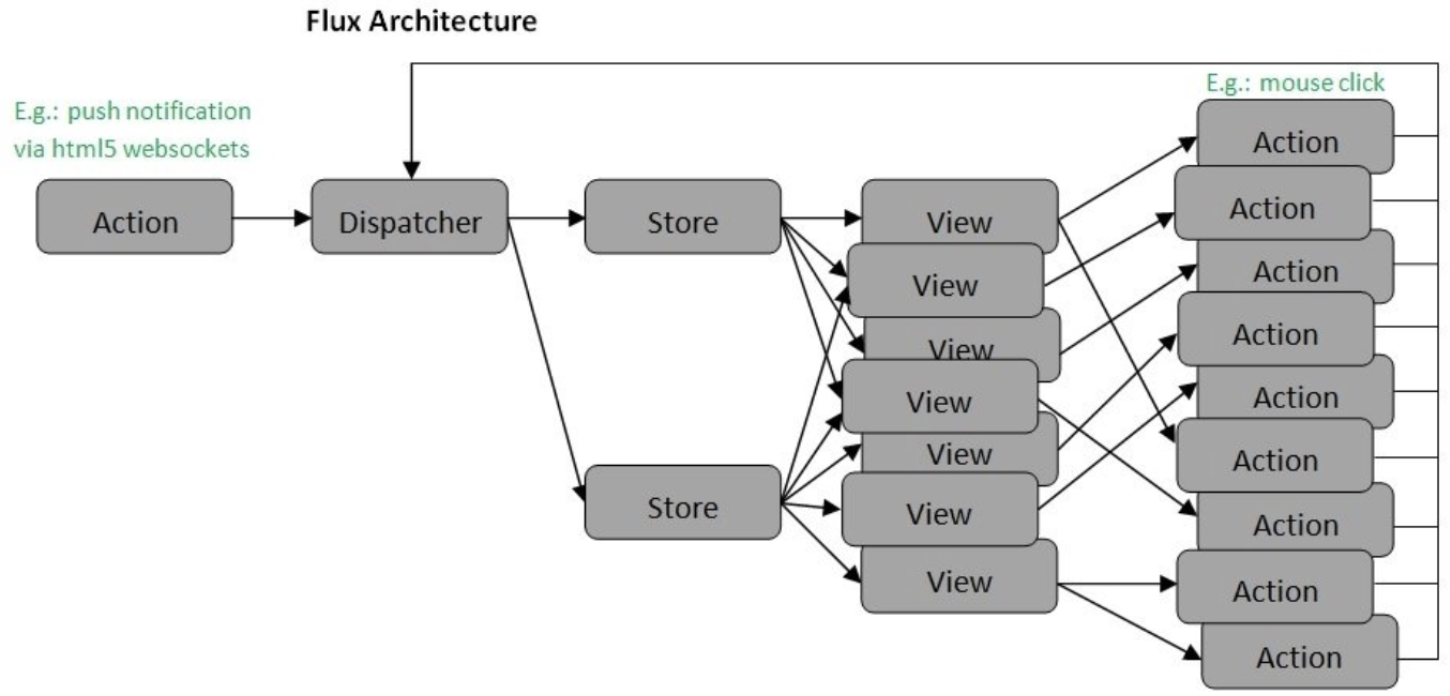 Flux Architecture
E.g.: push notification
via html5 websockets
E.g.: mouse click
Action
Dispatcher
Store
Store
View
View
View
View
View
View
View
Action
Action
Action
Action
Action
Action
Action
Action
Action